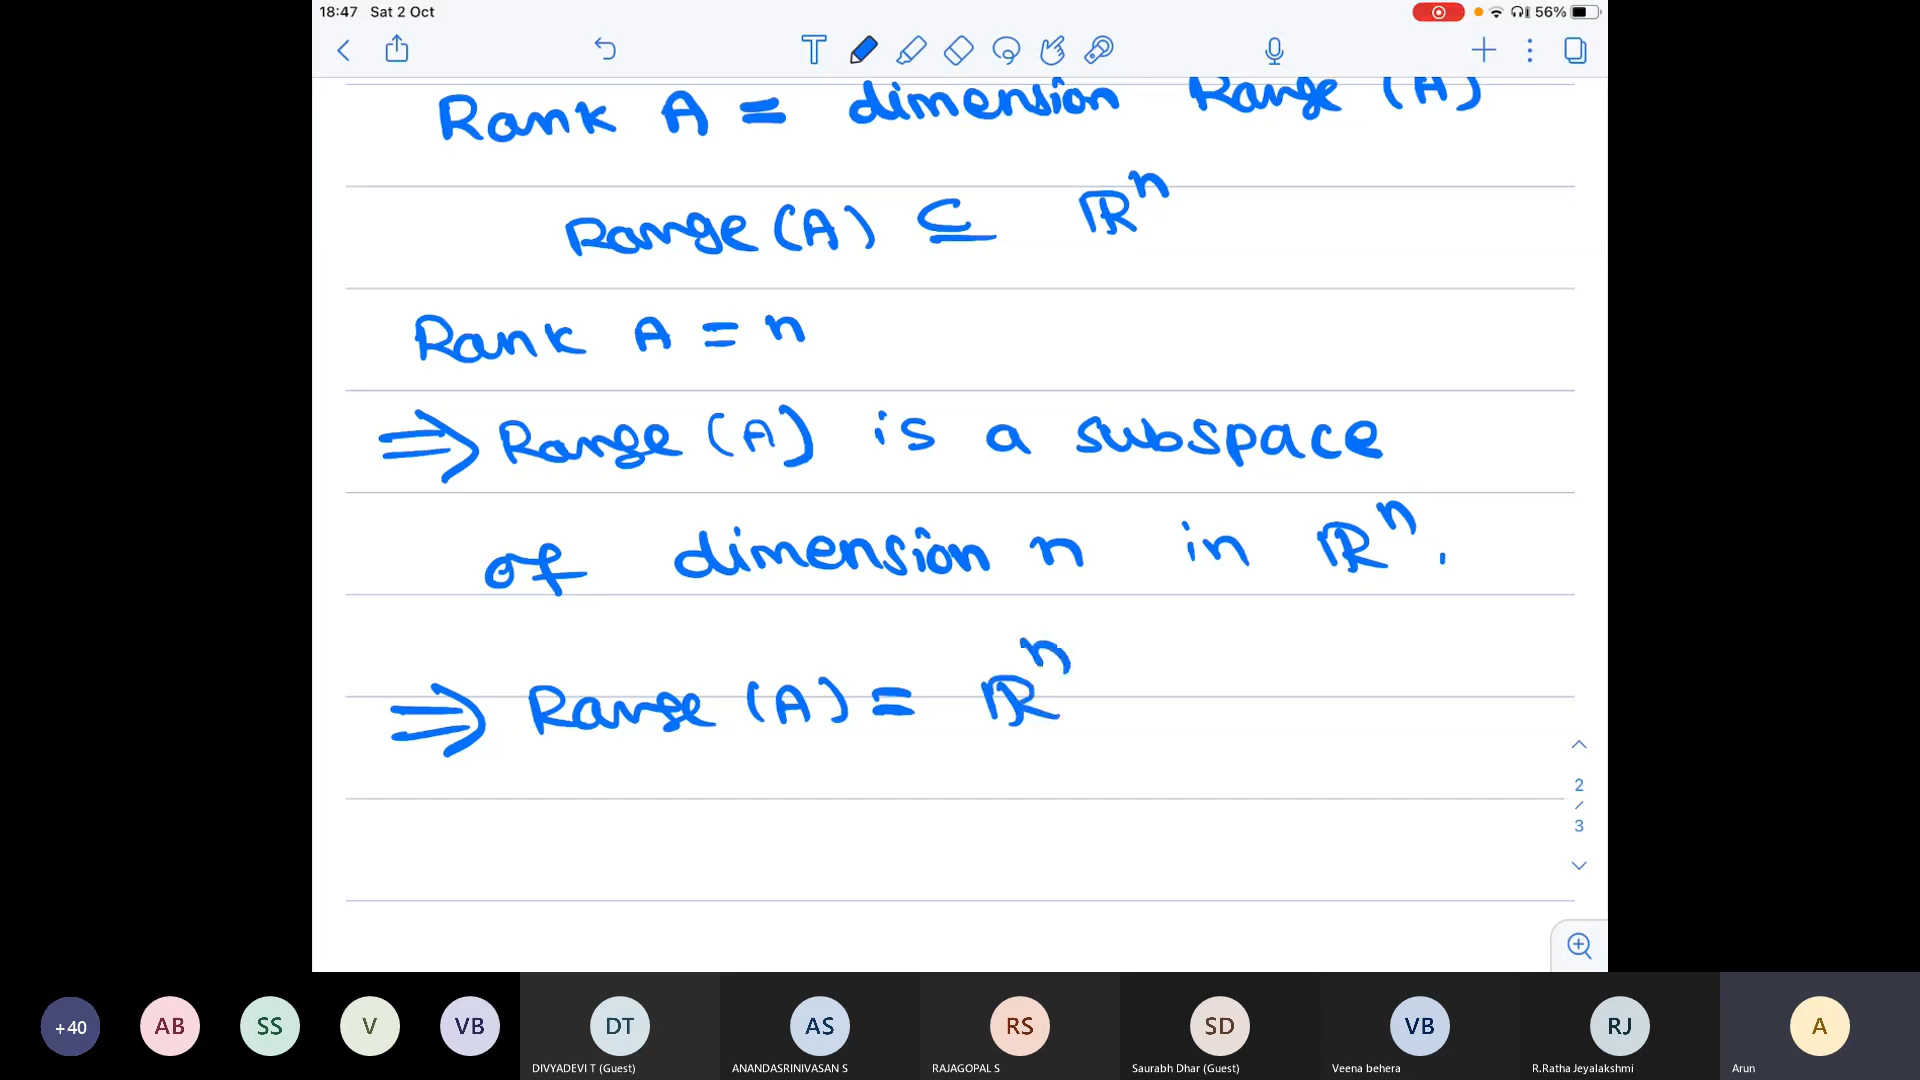 18:47 Sat 2 Oct
56%
T
Rank A = dimension Range (A)
Range (A) ⊆ ℝⁿ
Rank A = n
⇒ Range (A) is a subspace
of dimension n in ℝⁿ.
⇒ Range (A) = ℝⁿ
2
/
3
+40 AB SS V VB DT AS RS SD VB RJ A
DIVYADEVI T (Guest) ANANDASRINIVASAN S RAJAGOPAL S Saurabh Dhar (Guest) Veena behera R.Ratha Jeyalakshmi Arun